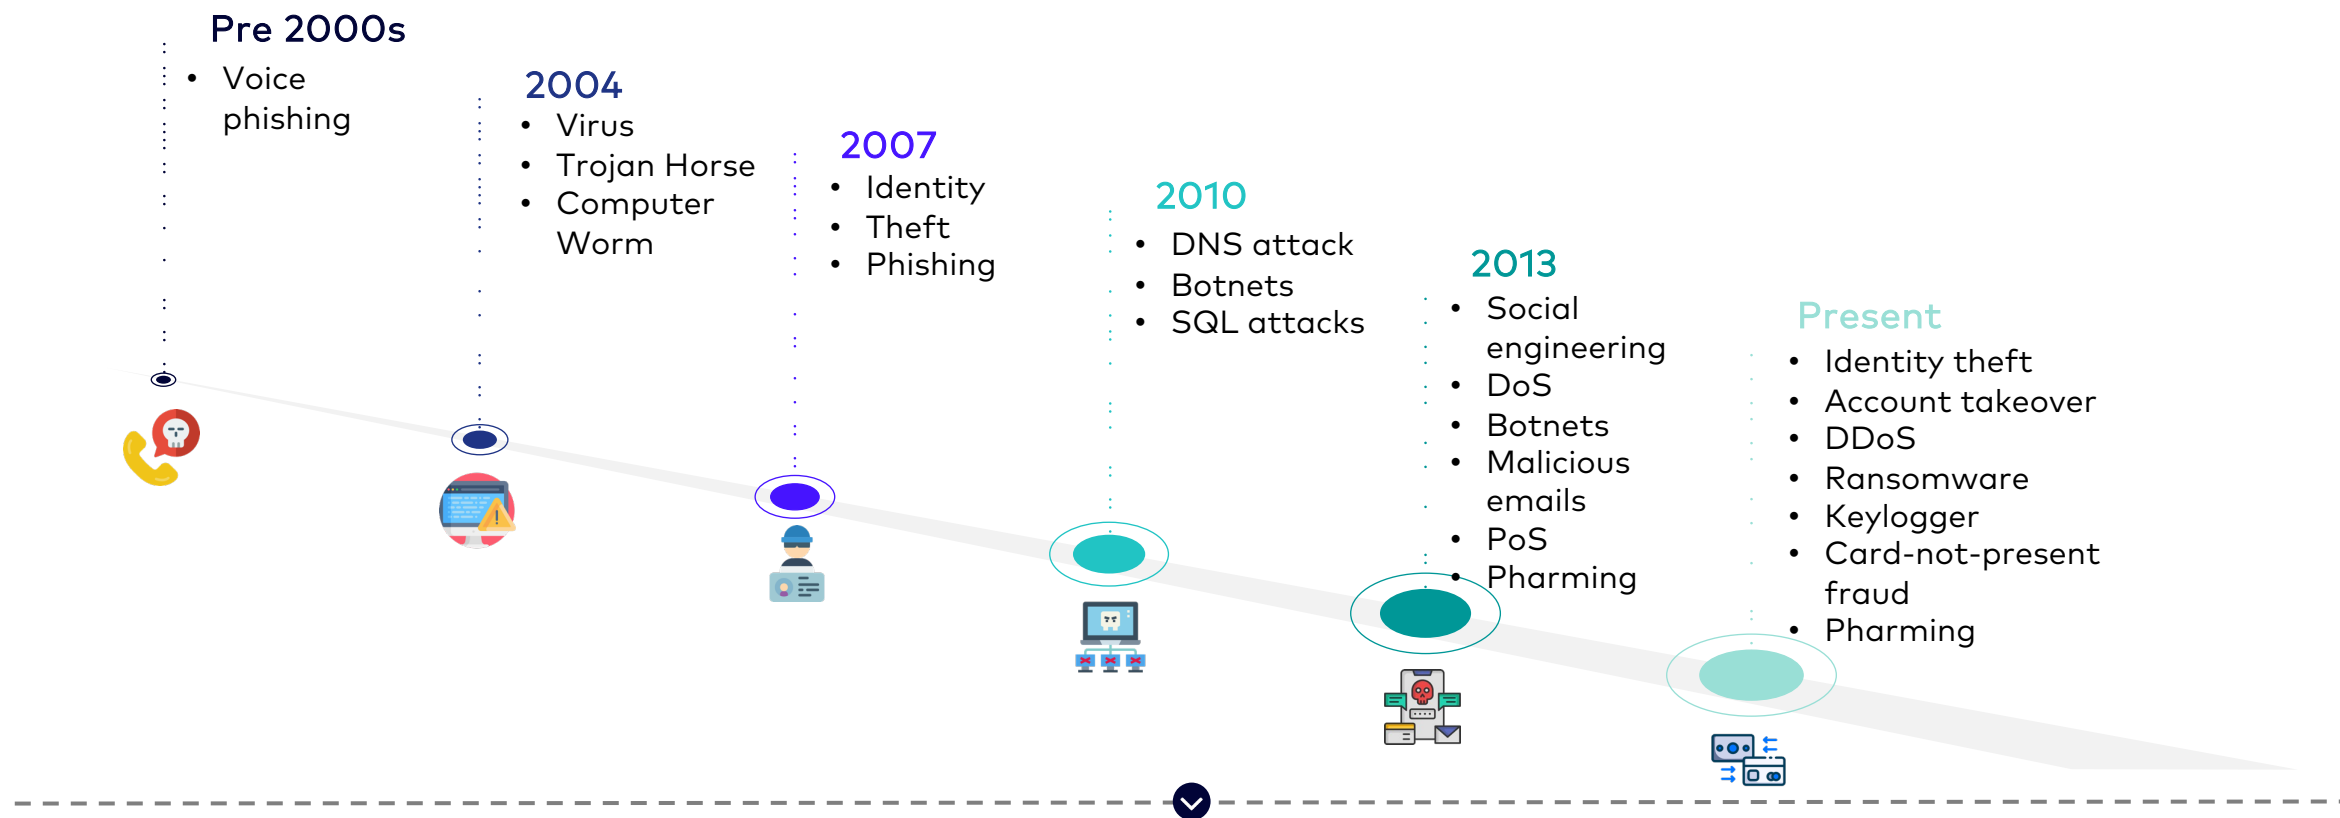 Pre 2000s
• Voice
phishing
2004
• Virus
• Trojan Horse
• Computer
Worm
2007
• Identity
• Theft
• Phishing
2010
• DNS attack
• Botnets
• SQL attacks
2013
• Social
engineering
• DoS
• Botnets
• Malicious
emails
• PoS
• Pharming
Present
• Identity theft
• Account takeover
• DDoS
• Ransomware
• Keylogger
• Card-not-present
fraud
• Pharming